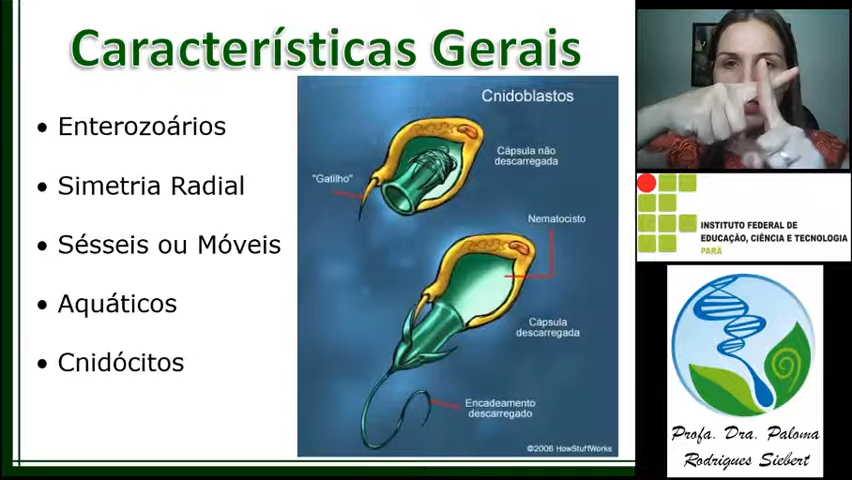 Características Gerais
• Enterozoários
• Simetria Radial
• Sésseis ou Móveis
• Aquáticos
• Cnidócitos
Cnidoblastos
Cápsula não
descarregada
"Gatilho"
Nematocisto
Cápsula
descarregada
Encadeamento
descarregado
©2006 HowStuffWorks
INSTITUTO FEDERAL DE
EDUCAÇÃO, CIÊNCIA E TECNOLOGIA
PARÁ
Profa. Dra. Paloma
Rodrigues Siebert